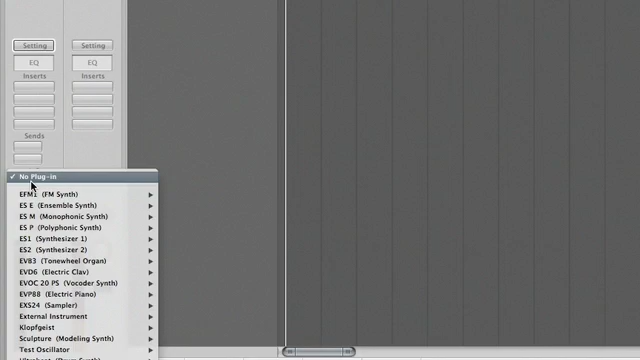 Setting Setting
EQ EQ
Inserts Inserts
Sends
✓ No Plug-in
EFM1 (FM Synth)
ES E (Ensemble Synth)
ES M (Monophonic Synth)
ES P (Polyphonic Synth)
ES1 (Synthesizer 1)
ES2 (Synthesizer 2)
EVB3 (Tonewheel Organ)
EVD6 (Electric Clav)
EVOC 20 PS (Vocoder Synth)
EVP88 (Electric Piano)
EXS24 (Sampler)
External Instrument
Klopfgeist
Sculpture (Modeling Synth)
Test Oscillator